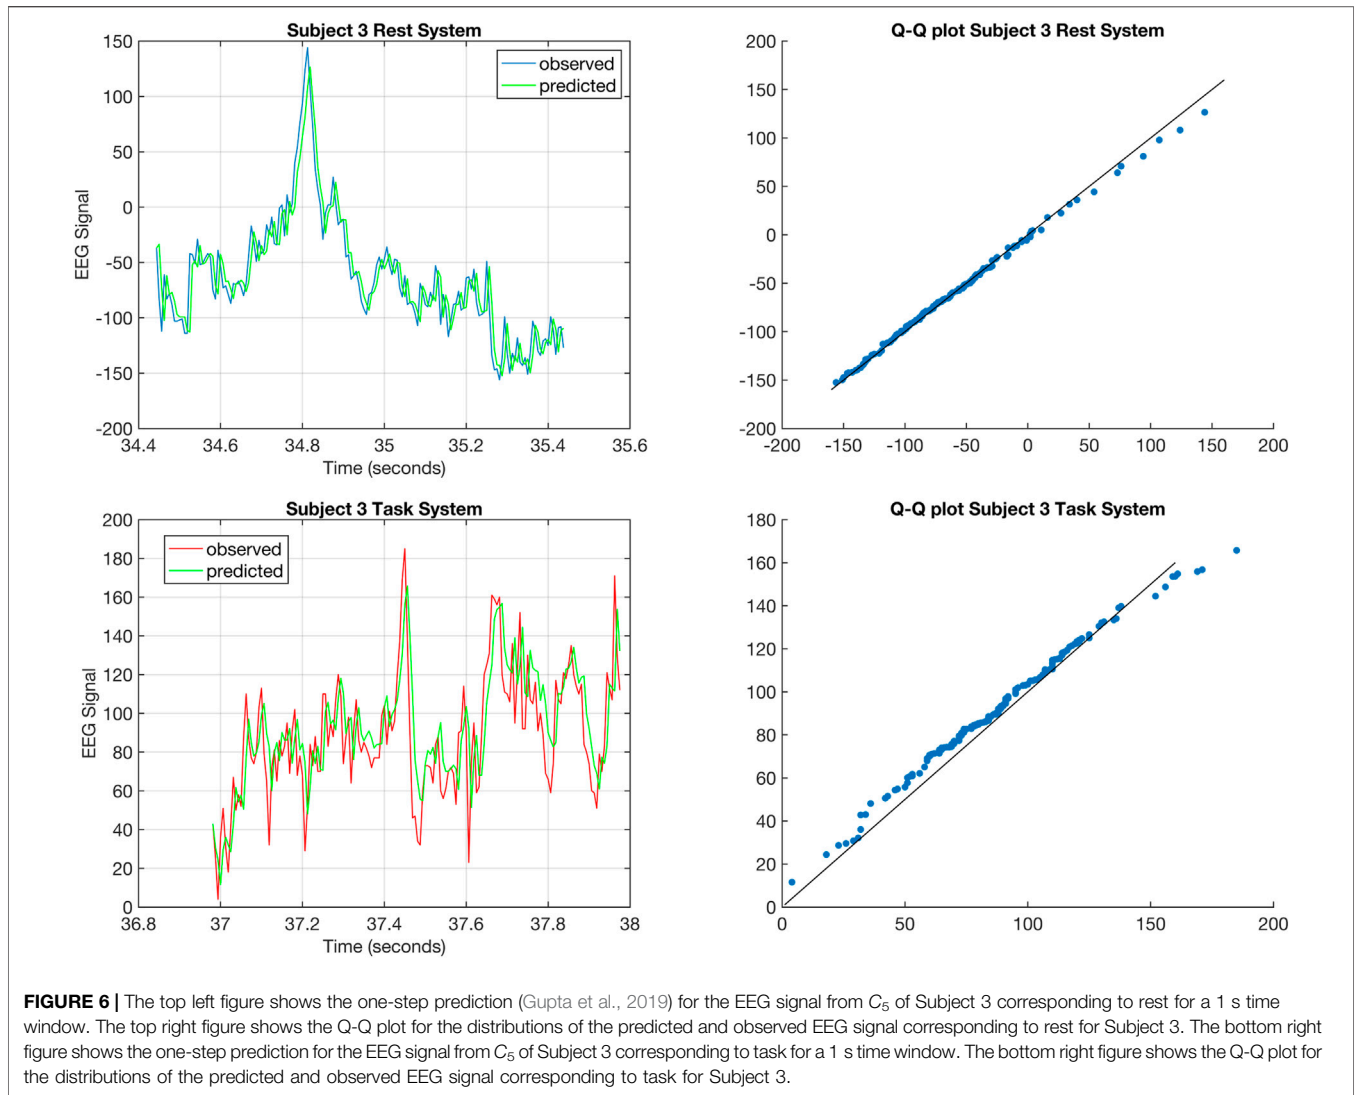 Subject 3 Rest System
150
100
50
0
-50
-100
-150
-200
EEG Signal
observed
predicted
34.4 34.6 34.8 35 35.2 35.4 35.6
Time (seconds)
Q-Q plot Subject 3 Rest System
200
150
100
50
0
-50
-100
-150
-200
-200 -150 -100 -50 0 50 100 150 200
Subject 3 Task System
200
180
160
140
120
100
80
60
40
20
0
EEG Signal
observed
predicted
36.8 37 37.2 37.4 37.6 37.8 38
Time (seconds)
Q-Q plot Subject 3 Task System
180
160
140
120
100
80
60
40
20
0
0 50 100 150 200
FIGURE 6 | The top left figure shows the one-step prediction (Gupta et al., 2019) for the EEG signal from C5 of Subject 3 corresponding to rest for a 1 s time
window. The top right figure shows the Q-Q plot for the distributions of the predicted and observed EEG signal corresponding to rest for Subject 3. The bottom right
figure shows the one-step prediction for the EEG signal from C5 of Subject 3 corresponding to task for a 1 s time window. The bottom right figure shows the Q-Q plot for
the distributions of the predicted and observed EEG signal corresponding to task for Subject 3.